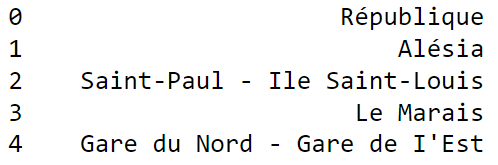 0 République
1 Alésia
2 Saint-Paul - Ile Saint-Louis
3 Le Marais
4 Gare du Nord - Gare de I'Est